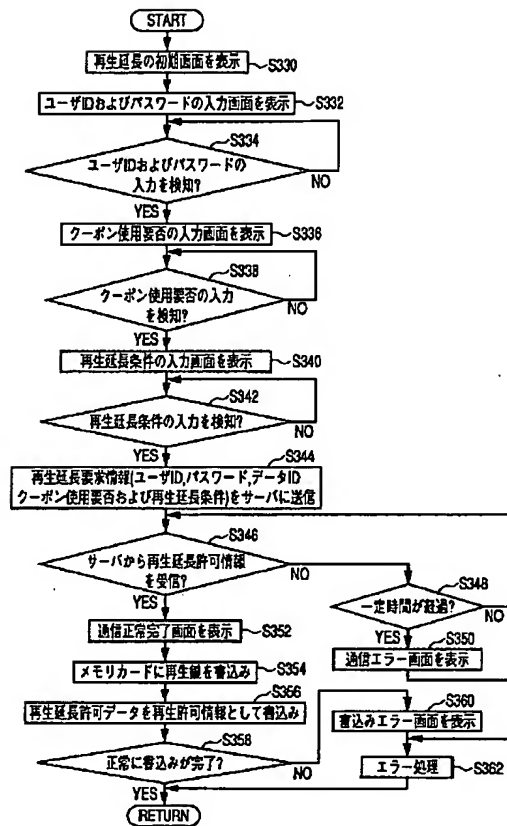 START
再生延長の初期画面を表示
S330
ユーザIDおよびパスワードの入力画面を表示
S332
S334
ユーザIDおよびパスワードの
入力を検知?
NO
YES
クーポン使用要否の入力画面を表示
S336
S338
クーポン使用要否の入力
を検知?
NO
YES
再生延長条件の入力画面を表示
S340
S342
再生延長条件の入力を検知?
NO
YES
S344
再生延長要求情報(ユーザID,パスワード,データID
クーポン使用要否および再生延長条件)をサーバに送信
S346
サーバから再生延長許可情報
を受信?
NO
S348
一定時間が経過?
NO
YES
YES
通信正常完了画面を表示
S352
通信エラー画面を表示
S350
メモリカードに再生鍵を書込み
S354
S356
再生延長許可データを再生許可情報として書込み
S360
書込みエラー画面を表示
S358
正常に書込みが完了?
NO
エラー処理
S362
YES
RETURN